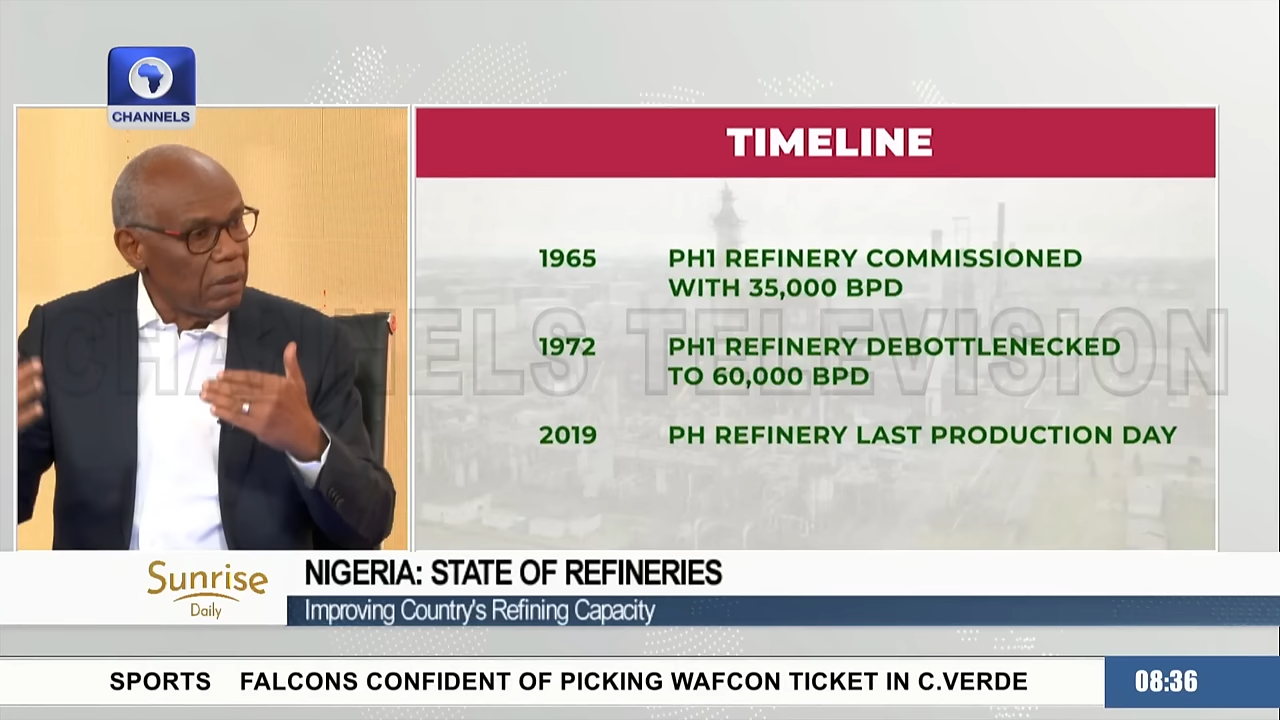 CHANNELS
TIMELINE
1965 PH1 REFINERY COMMISSIONED
WITH 35,000 BPD
1972 PH1 REFINERY DEBOTTLENECKED
TO 60,000 BPD
2019 PH REFINERY LAST PRODUCTION DAY
CHANNELS TELEVISION
Sunrise
Daily
NIGERIA: STATE OF REFINERIES
Improving Country's Refining Capacity
SPORTS FALCONS CONFIDENT OF PICKING WAFCON TICKET IN C.VERDE
08:36